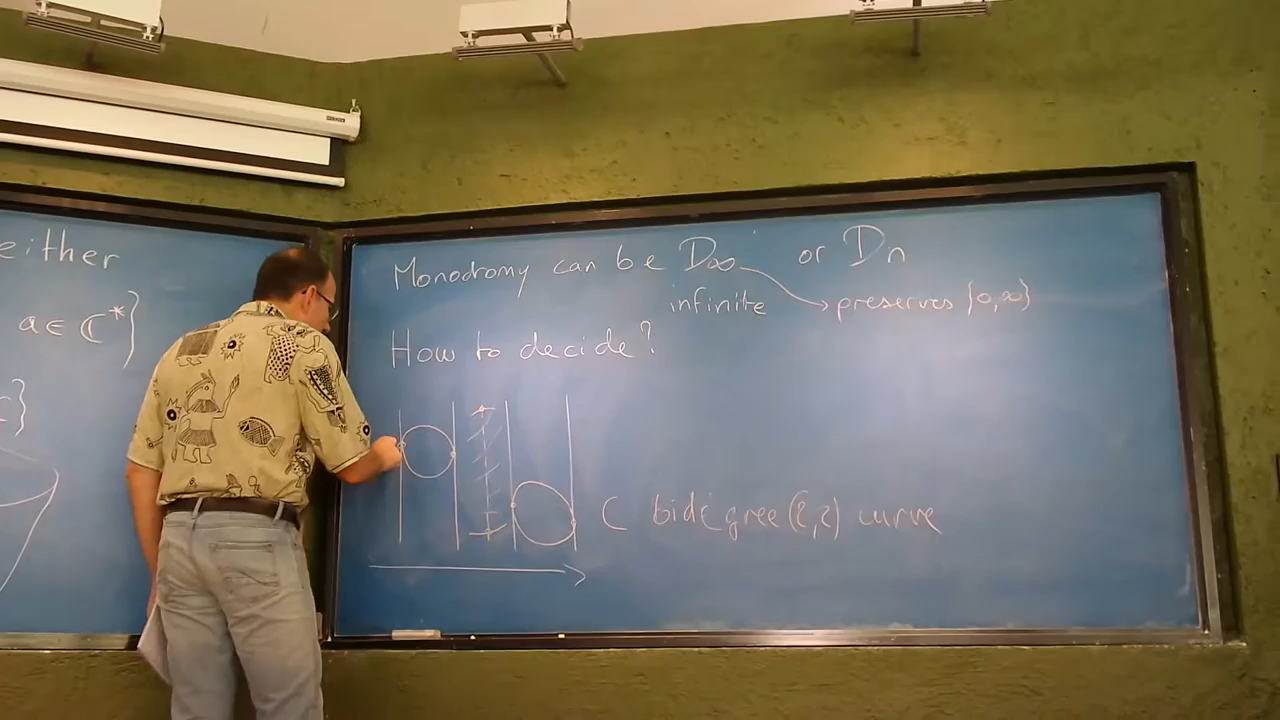 either
a ∈ ℂ*}
Monodromy can be D∞ or Dn
infinite
preserves {0,∞}
How to decide?
C bidegree (2,2) curve